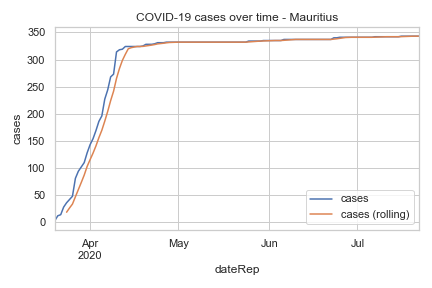 COVID-19 cases over time - Mauritius
350
300
250
200
150
100
50
0
cases
cases
cases (rolling)
Apr May Jun Jul
2020
dateRep